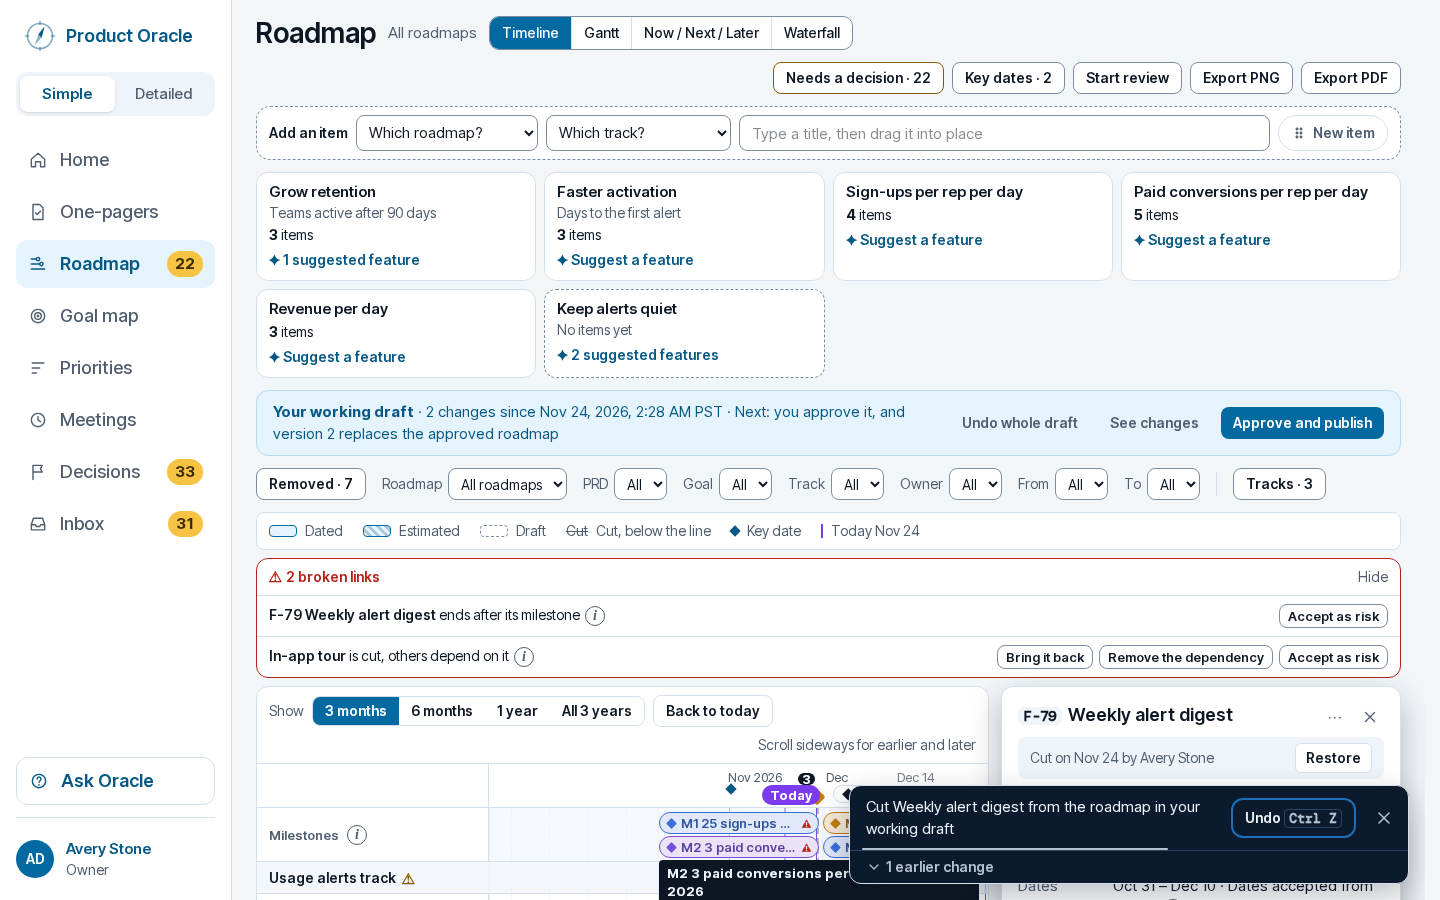 Product Oracle
Simple
Detailed
Home
One-pagers
Roadmap
22
Goal map
Priorities
Meetings
Decisions
33
Inbox
31
Ask Oracle
AD
Avery Stone
Owner
Roadmap
All roadmaps
Timeline
Gantt
Now / Next / Later
Waterfall
Needs a decision · 22
Key dates · 2
Start review
Export PNG
Export PDF
Add an item
Which roadmap?
Which track?
Type a title, then drag it into place
New item
Grow retention
Teams active after 90 days
3 items
1 suggested feature
Faster activation
Days to the first alert
3 items
Suggest a feature
Sign-ups per rep per day
4 items
Suggest a feature
Paid conversions per rep per day
5 items
Suggest a feature
Revenue per day
3 items
Suggest a feature
Keep alerts quiet
No items yet
2 suggested features
Your working draft · 2 changes since Nov 24, 2026, 2:28 AM PST · Next: you approve it, and
version 2 replaces the approved roadmap
Undo whole draft
See changes
Approve and publish
Removed · 7
Roadmap
All roadmaps
PRD
All
Goal
All
Track
All
Owner
All
From
All
To
All
Tracks · 3
Dated
Estimated
Draft
Cut
Cut, below the line
Key date
Today Nov 24
2 broken links
Hide
F-79 Weekly alert digest ends after its milestone
i
Accept as risk
In-app tour is cut, others depend on it
i
Bring it back
Remove the dependency
Accept as risk
Show
3 months
6 months
1 year
All 3 years
Back to today
Scroll sideways for earlier and later
Nov 2026
3
Dec
Dec 14
Today
Milestones
i
M1 25 sign-ups ...
M2 3 paid conve...
Usage alerts track
M2 3 paid conversions per
2026
F-79
Weekly alert digest
...
Cut on Nov 24 by Avery Stone
Restore
Cut Weekly alert digest from the roadmap in your
working draft
Undo
Ctrl Z
1 earlier change
Dates
Oct 31 – Dec 10 · Dates accepted from